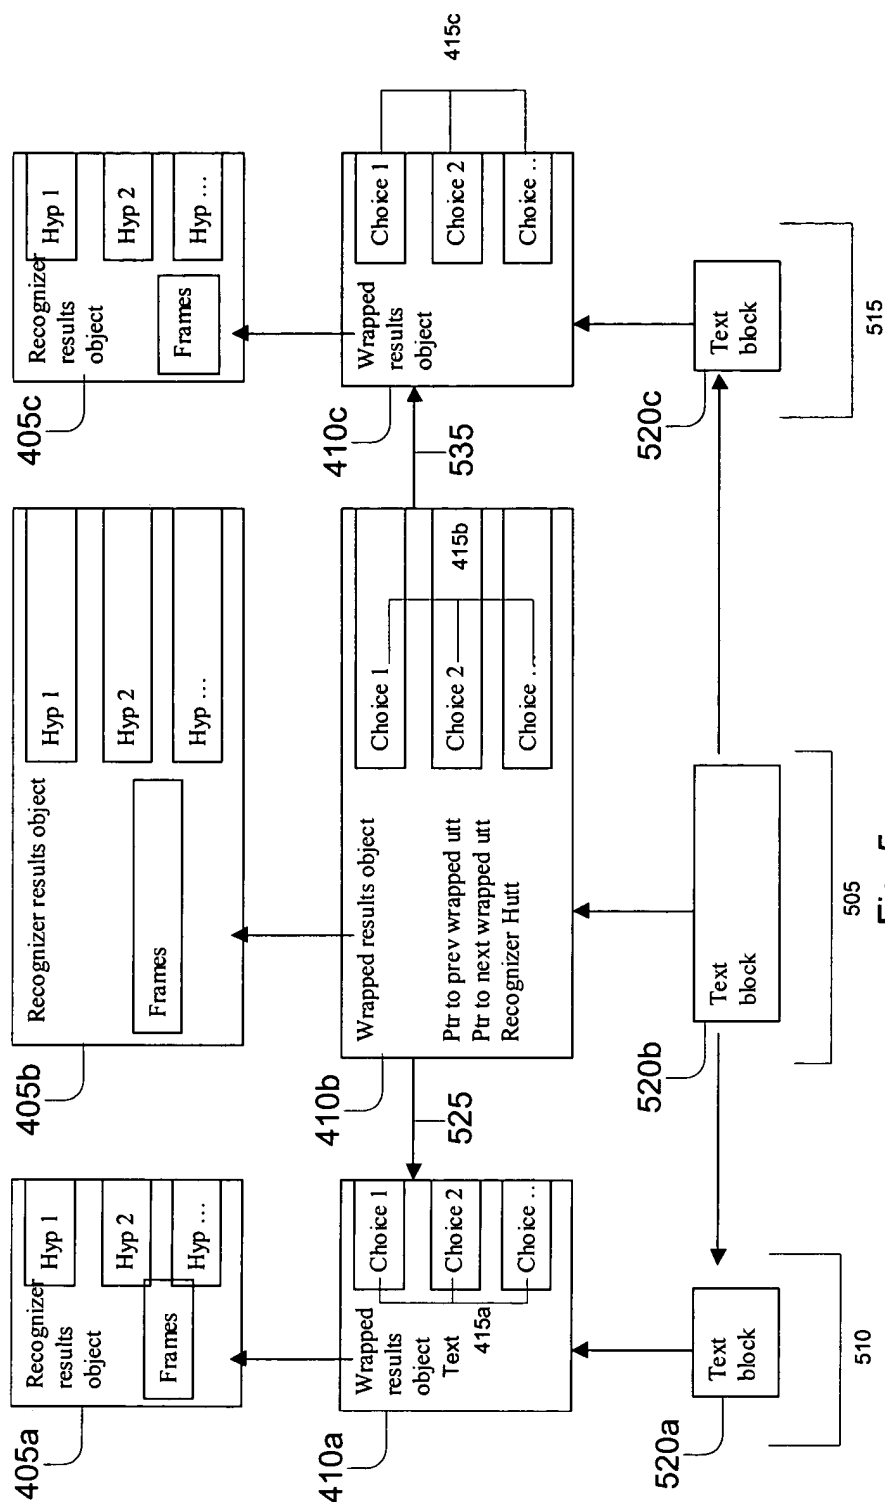 405a
Recognizer
results
object
Frames
Hyp 1
Hyp 2
Hyp ...
405b
Recognizer results object
Frames
Hyp 1
Hyp 2
Hyp ...
405c
Recognizer
results
object
Frames
Hyp 1
Hyp 2
Hyp ...
410a
Wrapped
results
object
Text
415a
Choice 1
Choice 2
Choice ..
525
410b
Wrapped results object
Ptr to prev wrapped utt
Ptr to next wrapped utt
Recognizer Hutt
Choice 1
Choice 2
Choice ..
415b
535
410c
Wrapped
results
object
Choice 1
Choice 2
Choice ..
415c
520a
Text
block
520b
Text
block
520c
Text
block
510
505
515